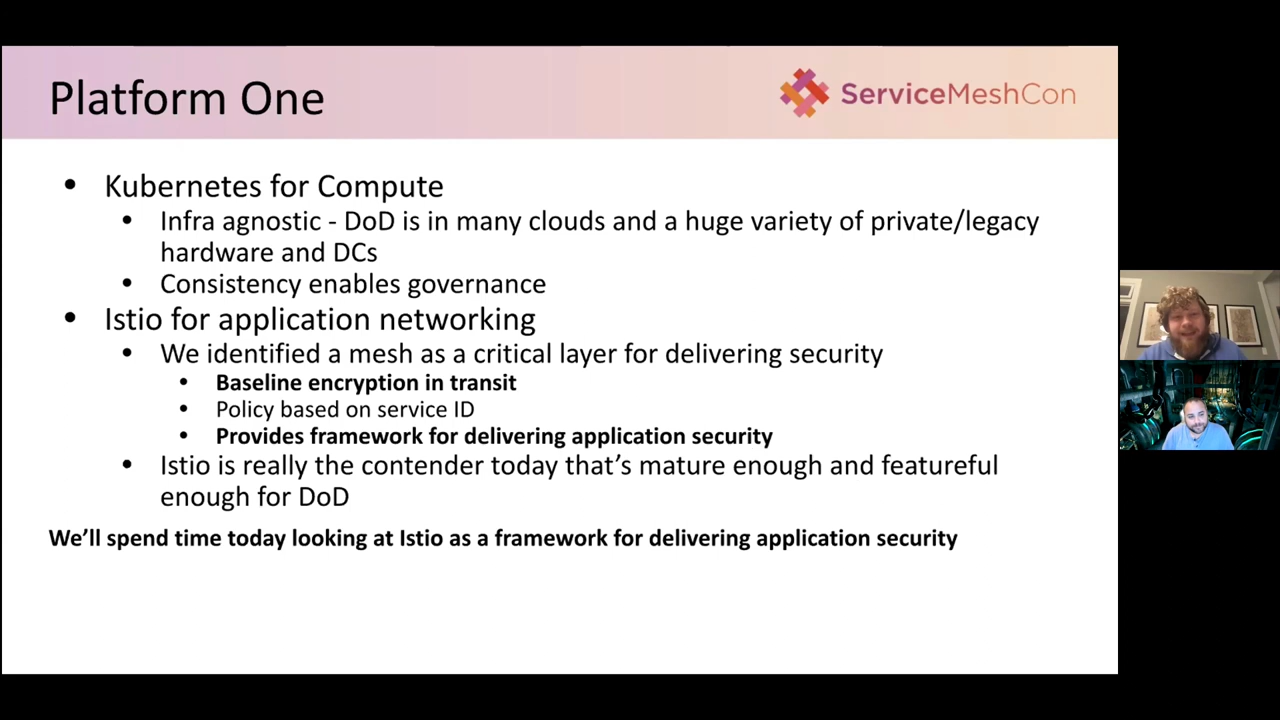 Platform One
ServiceMeshCon
• Kubernetes for Compute
• Infra agnostic - DoD is in many clouds and a huge variety of private/legacy
hardware and DCs
• Consistency enables governance
• Istio for application networking
• We identified a mesh as a critical layer for delivering security
• Baseline encryption in transit
• Policy based on service ID
• Provides framework for delivering application security
• Istio is really the contender today that’s mature enough and featureful
enough for DoD
We’ll spend time today looking at Istio as a framework for delivering application security